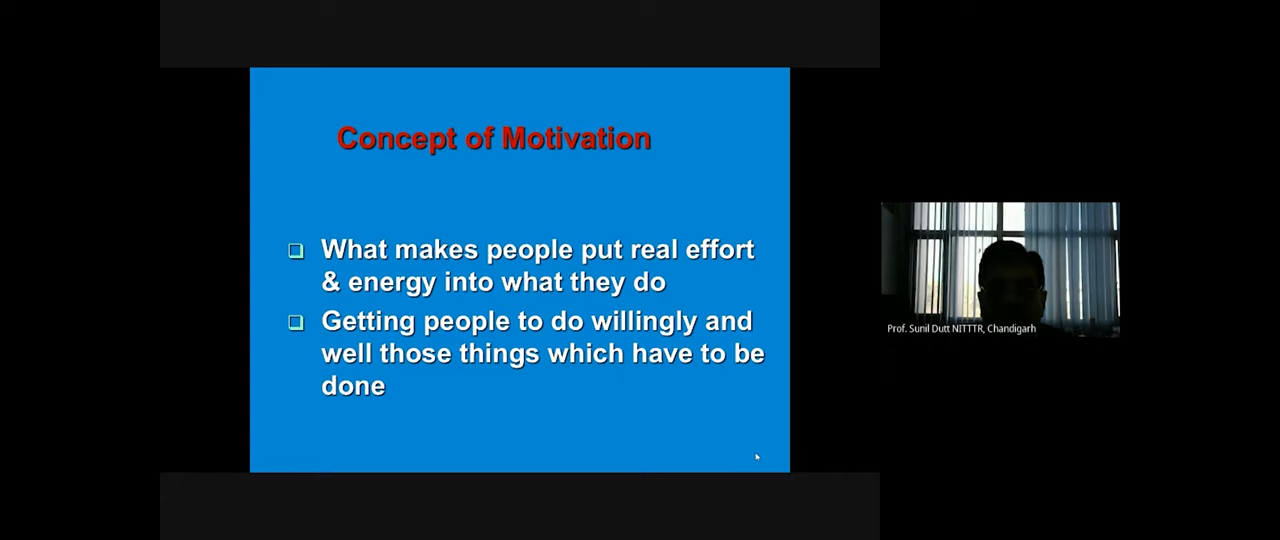 Concept of Motivation
What makes people put real effort
& energy into what they do
Getting people to do willingly and
well those things which have to be
done
Prof. Sunil Dutt NITTTR, Chandigarh